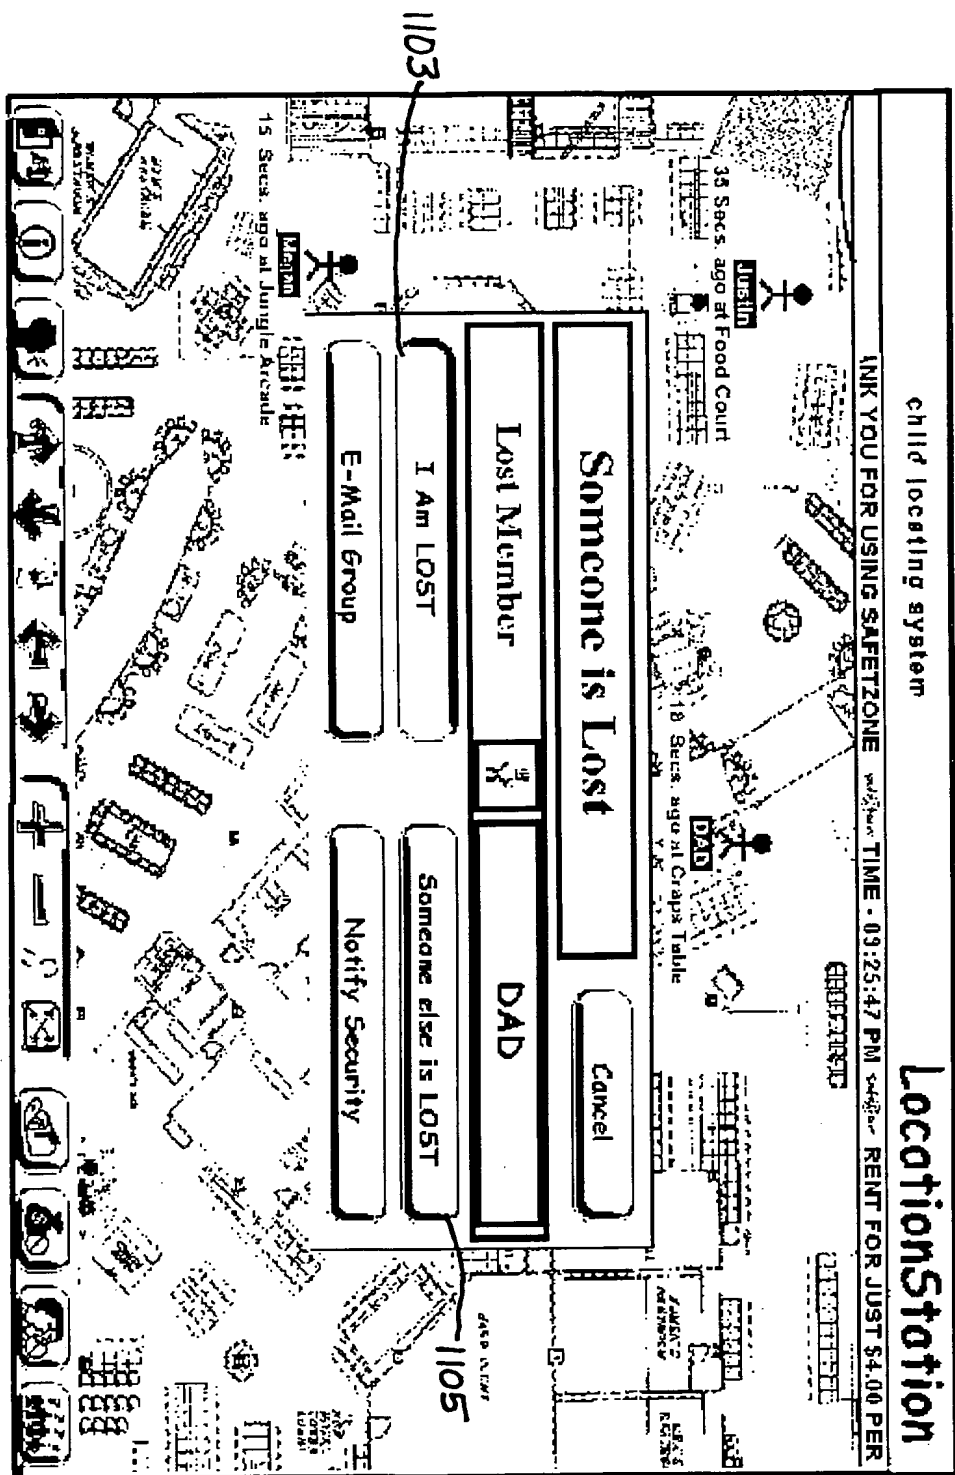 child locating system
LocationStation
INK YOU FOR USING SAFETZONE
TIME - 03:25:47 PM
RENT FOR JUST $4.00 PER
Justin
35 Secs ago at Food Court
DAD
18 Secs. ago at Craps Table
Megan
15 Secs. ago at Jungle Arcade
Someone is Lost
Cancel
Lost Member
DAD
I Am LOST
Someone else is LOST
E-Mail Group
Notify Security
1103
1105